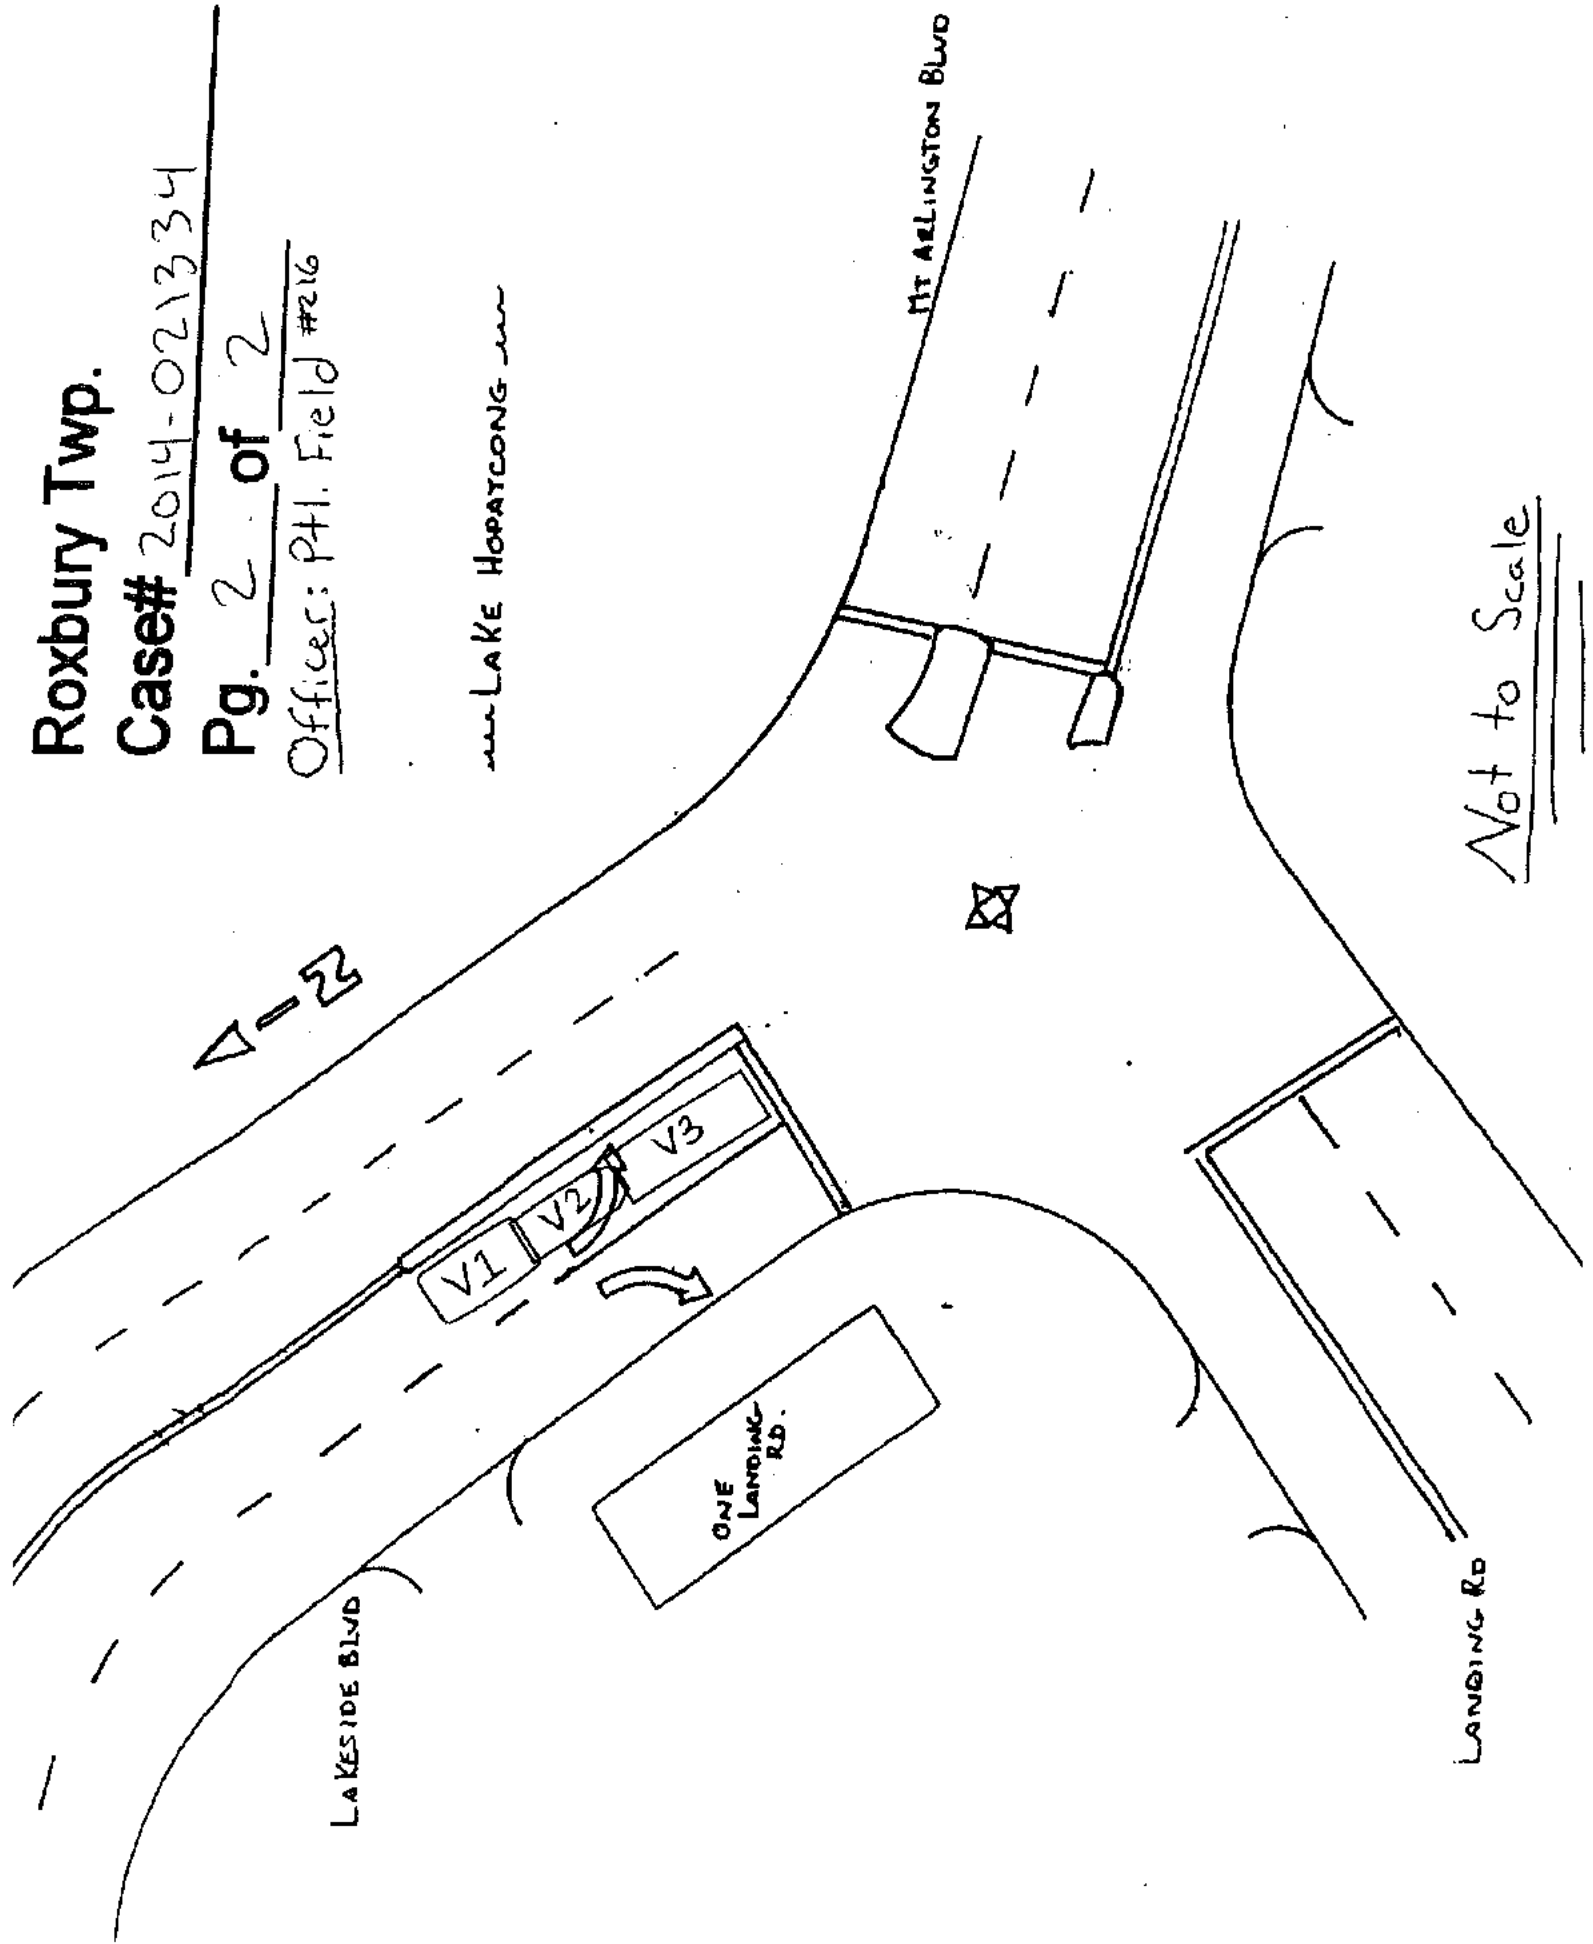 Roxbury Twp.
Case# 2014-021334
Pg. 2 of 2
Officer: Ptl. Field #216
LAKE HOPATCONG
MT ARLINGTON BLVD
N
V1
V2
V3
ONE
LANDING
RD.
LAKESIDE BLVD
LANDING RD
Not to Scale